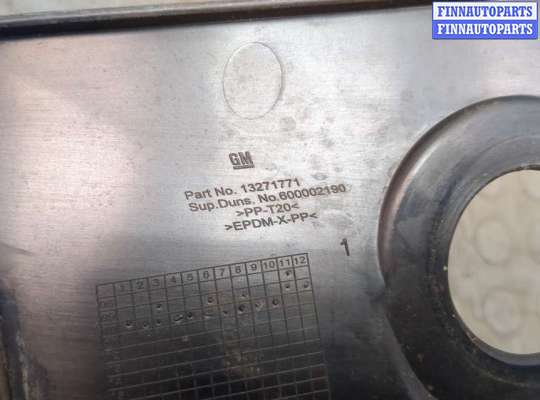 FINNAUTOPARTS
FINNAUTOPARTS
GM
Part No. 13271771
Sup.Duns. No.600002190
>PP-T20<
>EPDM-X-PP<
1
1 2 3 4 5 6 7 8 9 10 11 12